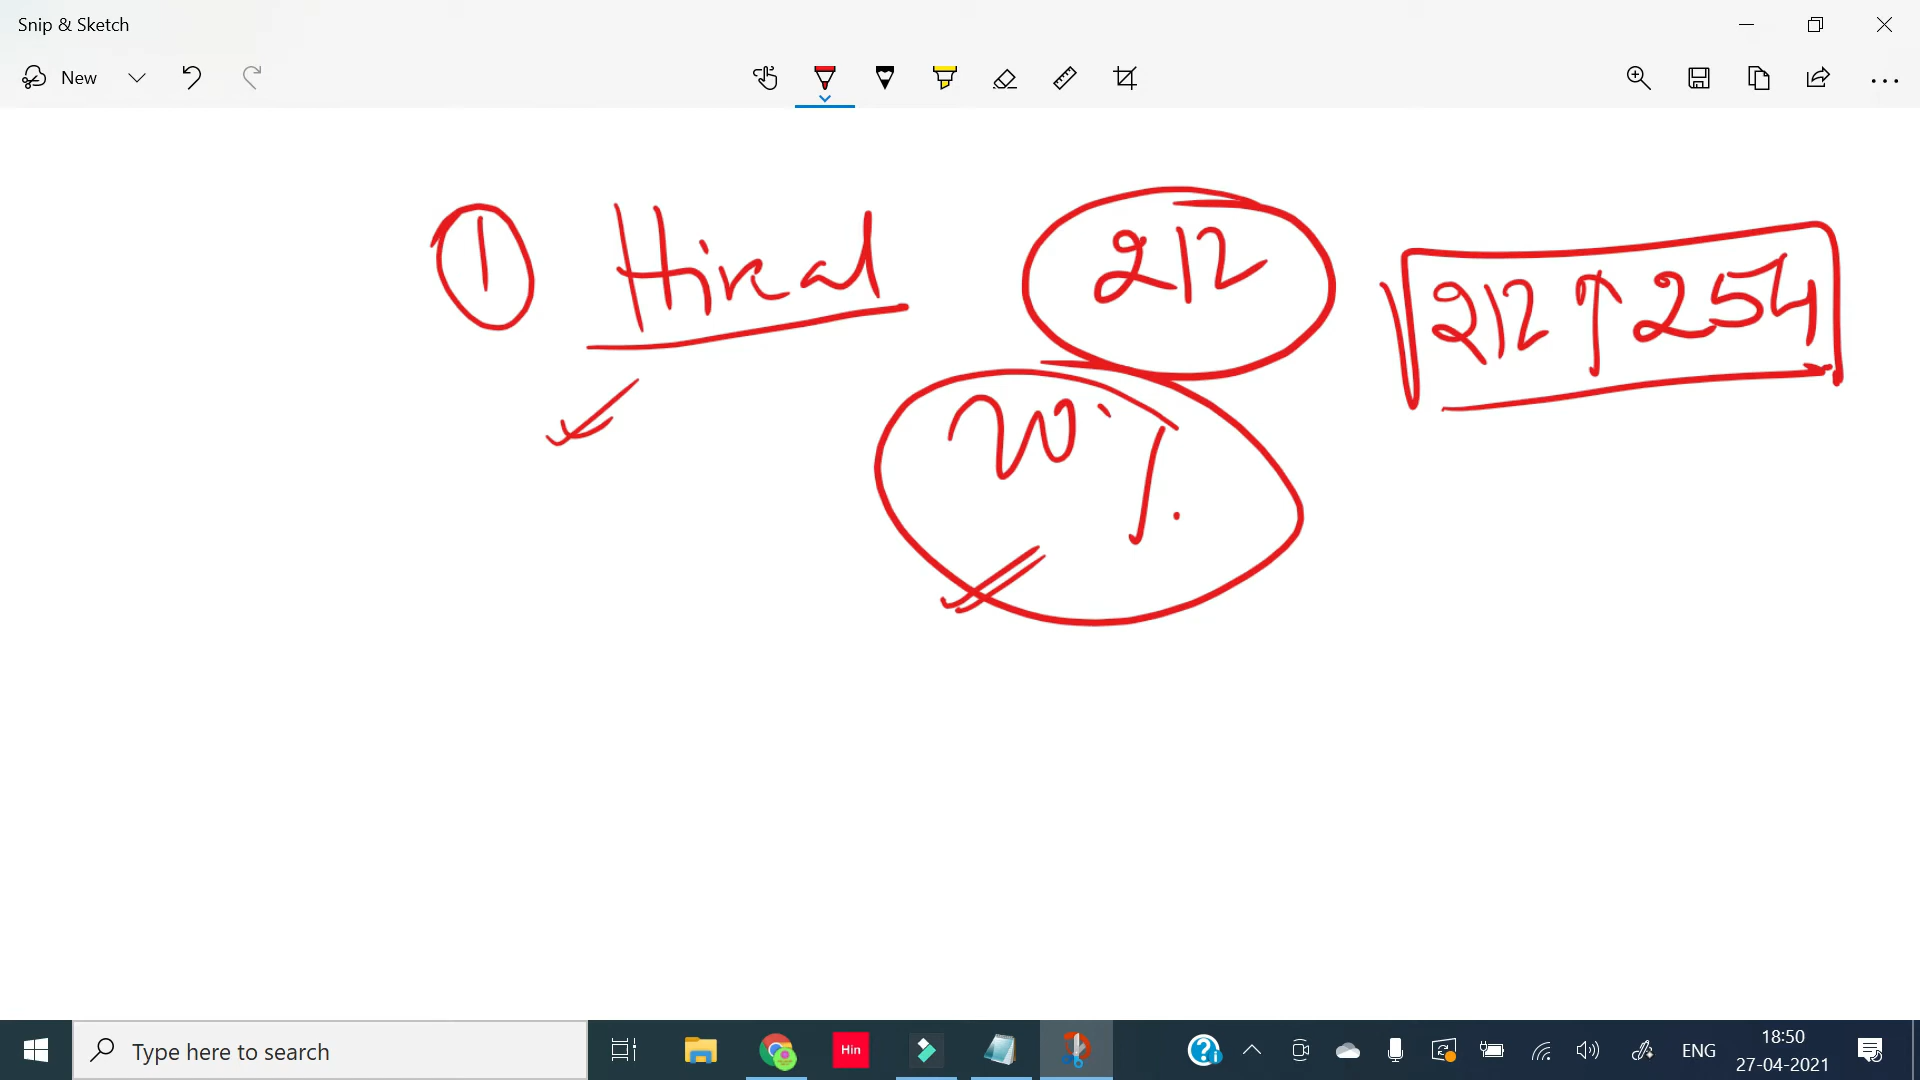 Snip & Sketch
New
1 Hikal 212 212 ↑ 254
20%
Type here to search
Hin
ENG
18:50
27-04-2021